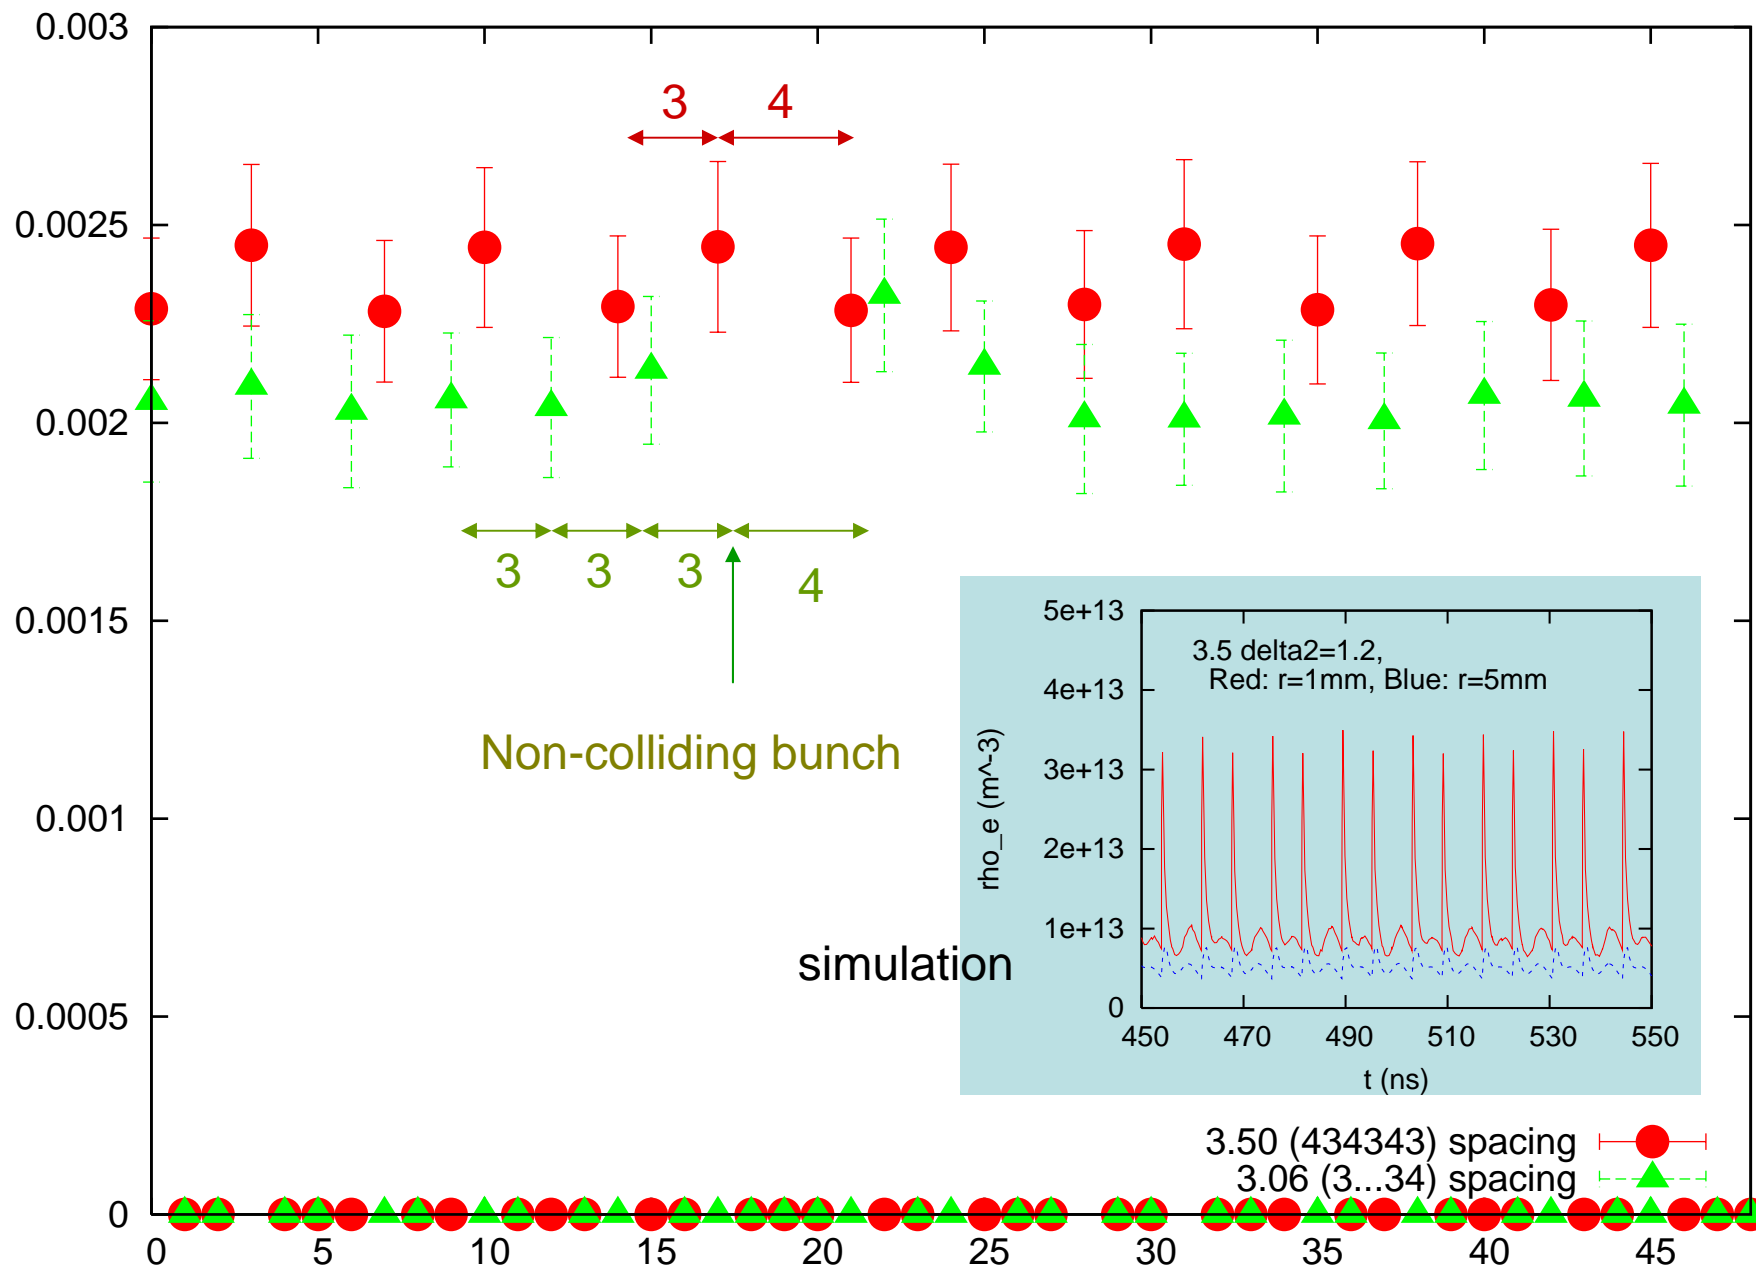 0.003
3 4
0.0025
0.002
3 3 3 4
0.0015
Non-colliding bunch
0.001
simulation
0.0005
0
0 5 10 15 20 25 30 35 40 45
5e+13
3.5 delta2=1.2,
Red: r=1mm, Blue: r=5mm
4e+13
3e+13
2e+13
1e+13
0
rho_e (m^-3)
450 470 490 510 530 550
t (ns)
3.50 (434343) spacing
3.06 (3...34) spacing